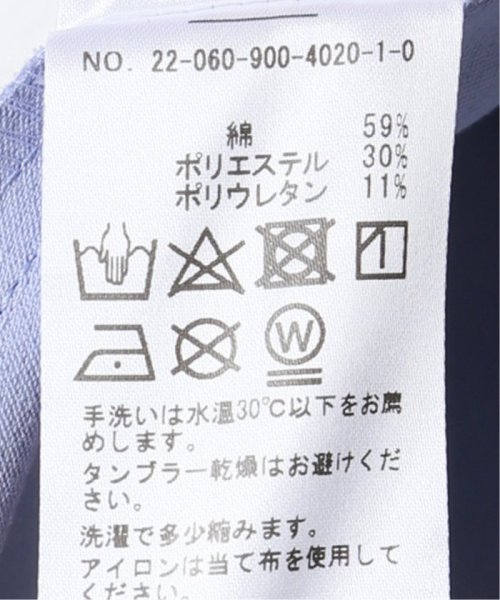 NO. 22-060-900-4020-1-0
綿 59%
ポリエステル 30%
ポリウレタン 11%
W
手洗いは水温30℃以下をお薦
めします。
タンブラー乾燥はお避けくだ
さい。
洗濯で多少縮みます。
アイロンは当て布を使用して
ください。